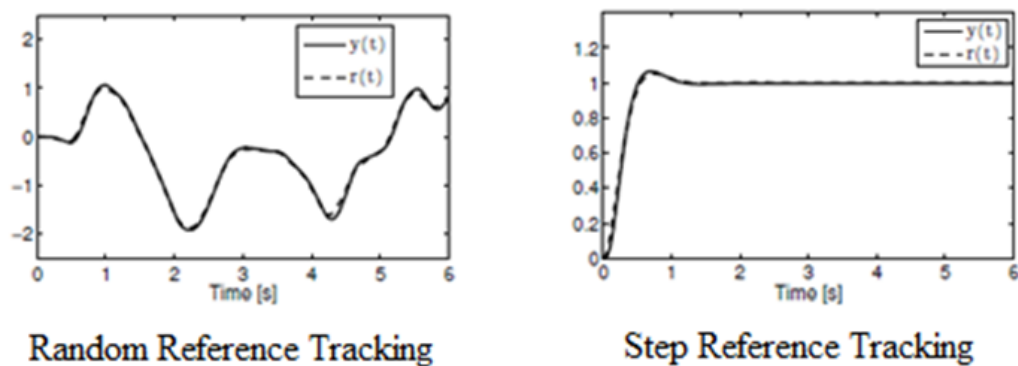 2
1
0
−1
−2
y(t)
r(t)
0 1 2 3 4 5 6
Time [s]
Random Reference Tracking
1.2
1
0.8
0.6
0.4
0.2
0
y(t)
r(t)
0 1 2 3 4 5 6
Time [s]
Step Reference Tracking